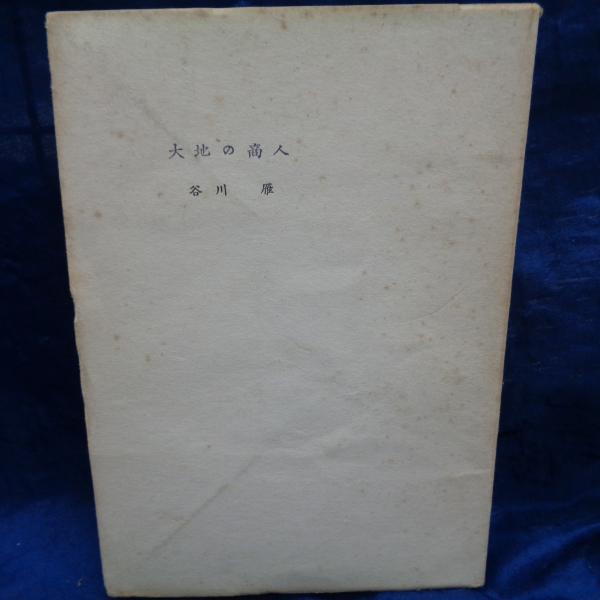 大地の商人
谷川 雁